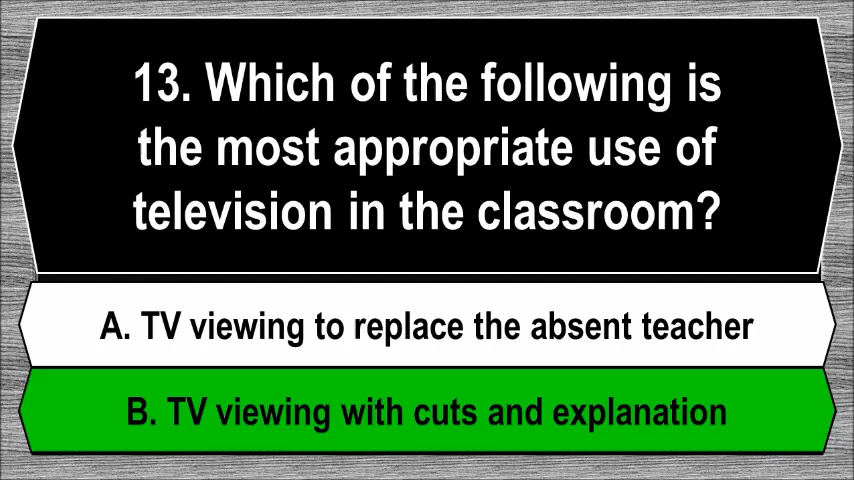 13. Which of the following is
the most appropriate use of
television in the classroom?
A. TV viewing to replace the absent teacher
B. TV viewing with cuts and explanation